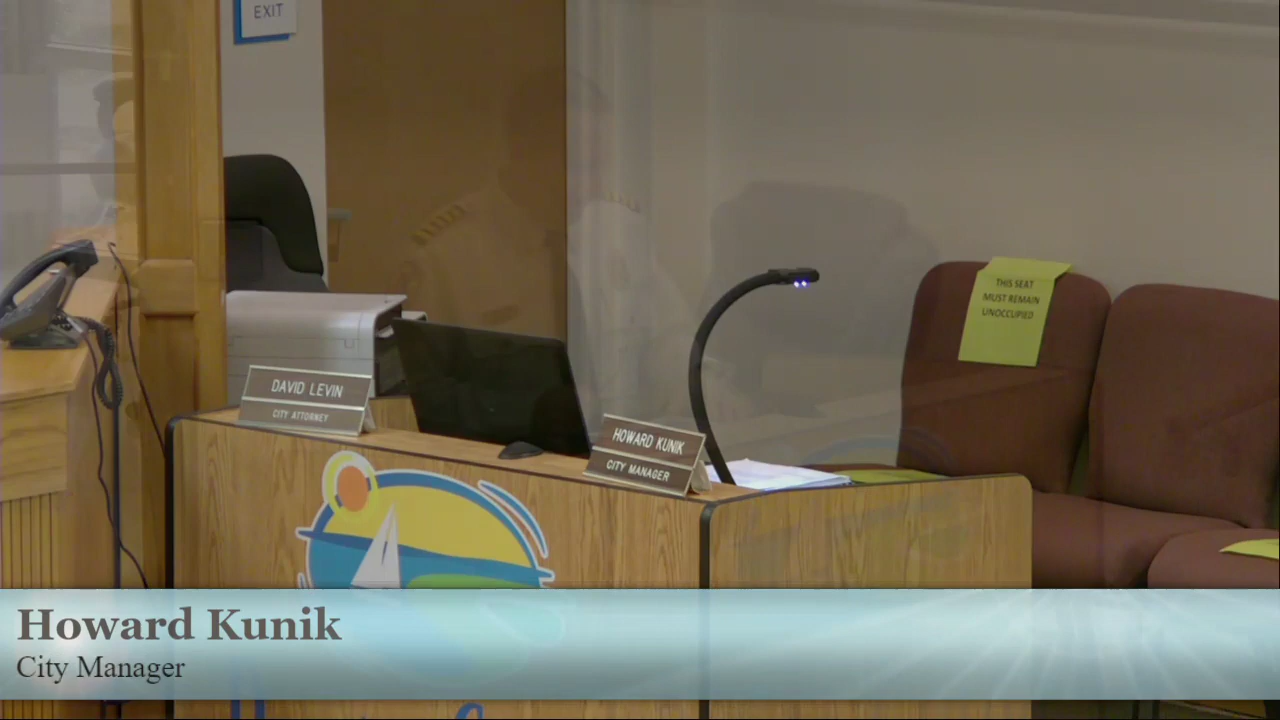 EXIT
THIS SEAT
MUST REMAIN
UNOCCUPIED
DAVID LEVIN
CITY ATTORNEY
HOWARD KUNIK
CITY MANAGER
Howard Kunik
City Manager